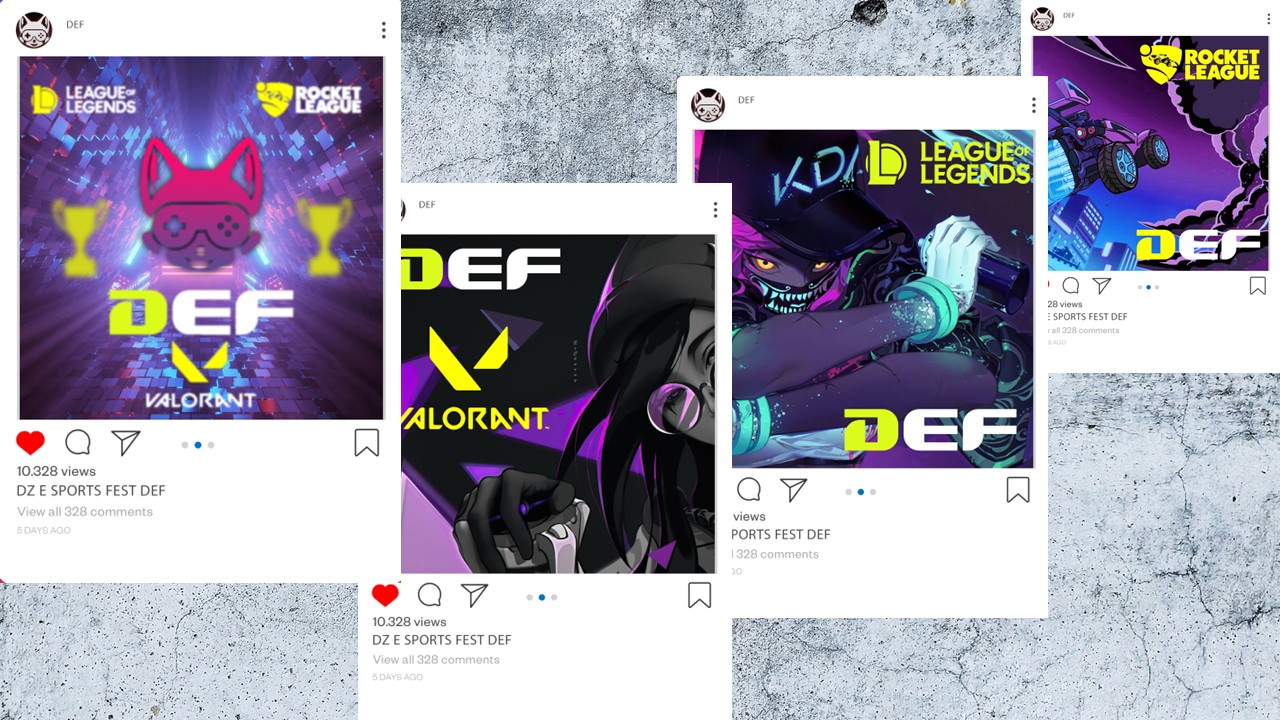 DEF
LEAGUE OF
LEGENDS
ROCKET
LEAGUE
DEF
VALORANT
10.328 views
DZ E SPORTS FEST DEF
View all 328 comments
5 DAYS AGO
DEF
DEF
VALORANT
10.328 views
DZ E SPORTS FEST DEF
View all 328 comments
5 DAYS AGO
DEF
K/DA
LEAGUE OF
LEGENDS
DEF
views
PORTS FEST DEF
328 comments
GO
DEF
ROCKET
LEAGUE
DEF
28 views
E SPORTS FEST DEF
all 328 comments
S AGO